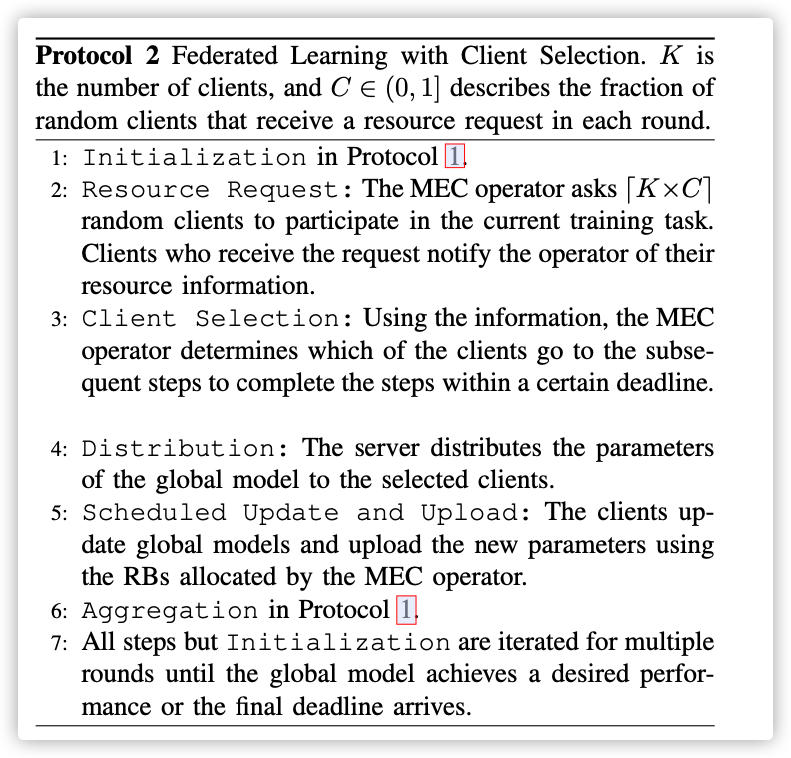 Protocol 2 Federated Learning with Client Selection. K is
the number of clients, and C ∈ (0, 1] describes the fraction of
random clients that receive a resource request in each round.
1: Initialization in Protocol 1.
2: Resource Request: The MEC operator asks ⌈K×C⌉
random clients to participate in the current training task.
Clients who receive the request notify the operator of their
resource information.
3: Client Selection: Using the information, the MEC
operator determines which of the clients go to the subse-
quent steps to complete the steps within a certain deadline.
4: Distribution: The server distributes the parameters
of the global model to the selected clients.
5: Scheduled Update and Upload: The clients up-
date global models and upload the new parameters using
the RBs allocated by the MEC operator.
6: Aggregation in Protocol 1.
7: All steps but Initialization are iterated for multiple
rounds until the global model achieves a desired perfor-
mance or the final deadline arrives.